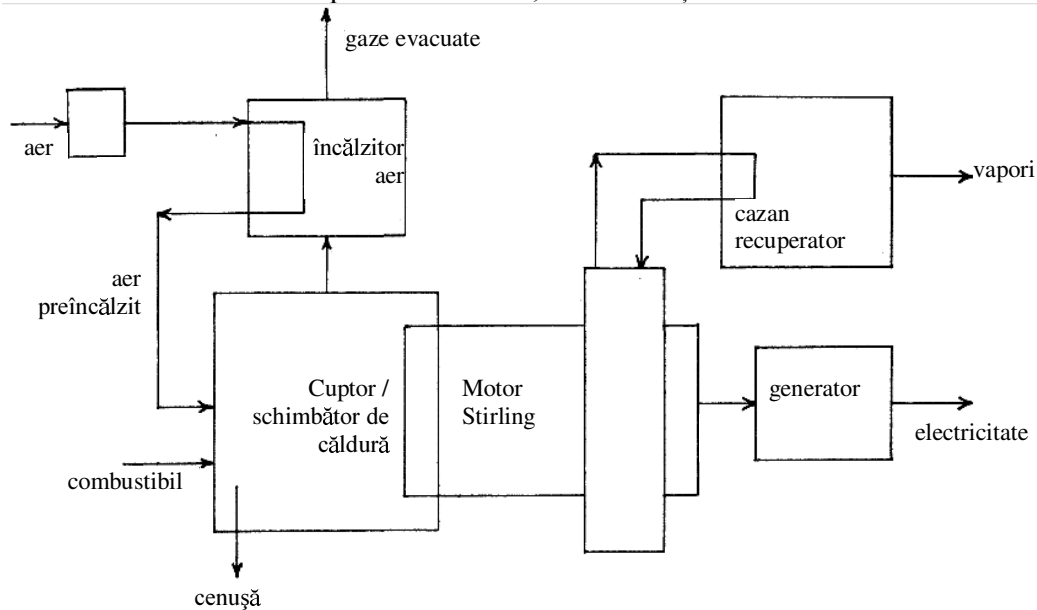 gaze evacuate
aer
încălzitor
aer
vapori
cazan
recuperator
aer
preîncălzit
Cuptor /
schimbător de
căldură
Motor
Stirling
generator
electricitate
combustibil
cenuşă